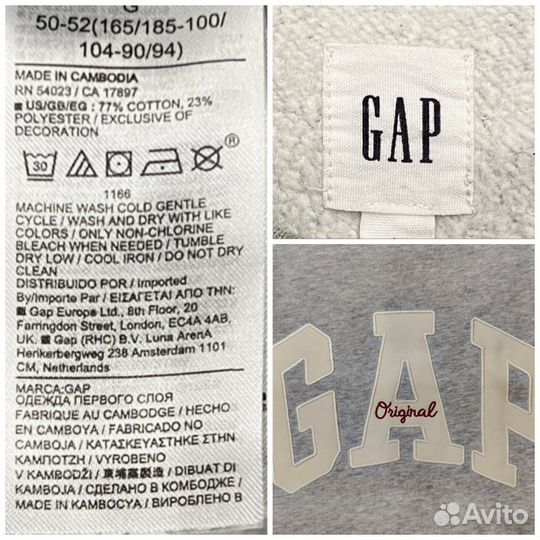 G
50-52(165/185-100/
104-90/94)
MADE IN CAMBODIA
RN 54023 / CA 17897
US/GB/EG : 77% COTTON, 23%
POLYESTER / EXCLUSIVE OF
DECORATION
30
®
1166
MACHINE WASH COLD GENTLE
CYCLE / WASH AND DRY WITH LIKE
COLORS / ONLY NON-CHLORINE
BLEACH WHEN NEEDED / TUMBLE
DRY LOW / COOL IRON / DO NOT DRY
CLEAN
DISTRIBUIDO POR / Imported
By/Importe Par / ΕΙΣΑΓΕΤΑΙ ΑΠΟ ΤΗΝ:
Gap Europe Ltd., 8th Floor, 20
Farringdon Street, London, EC4A 4AB,
UK. Gap (RHC) B.V. Luna ArenA
Herikerbergweg 238 Amsterdam 1101
CM, Netherlands
MARCA:GAP
ОДЕЖДА ПЕРВОГО СЛОЯ
FABRIQUE AU CAMBODGE / HECHO
EN CAMBOYA / FABRICADO NO
CAMBOJA / ΚΑΤΑΣΚΕΥΑΣΤΗΚΕ ΣΤΗΝ
ΚΑΜΠΟΤΖΗ / VYROBENO
V KAMBODŽI / 柬埔寨製造 / DIBUAT DI
KAMBOJA / СДЕЛАНО В КАМБОДЖЕ /
MADE IN KAMBOCYA / WYPRODUKOWANO В
GAP
GAP
Original
Avito